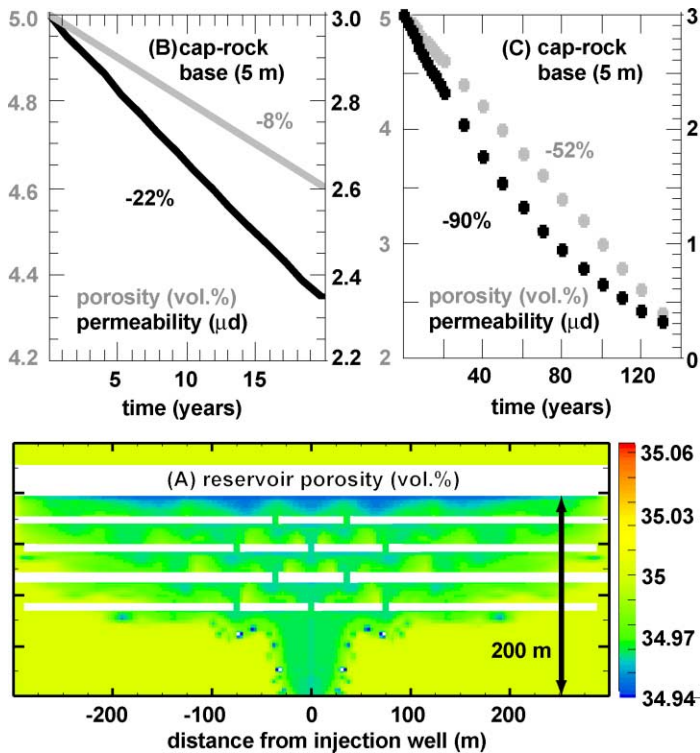 5.0
4.8
4.6
4.4
4.2
(B) cap-rock
base (5 m)
-8%
-22%
porosity (vol.%)
permeability (μd)
3.0
2.8
2.6
2.4
2.2
5 10 15
time (years)
5
4
3
2
(C) cap-rock
base (5 m)
-52%
-90%
porosity (vol.%)
permeability (μd)
3
2
1
0
40 80 120
time (years)
(A) reservoir porosity (vol.%)
200 m
-200 -100 0 100 200
distance from injection well (m)
35.06
35.03
35
34.97
34.94